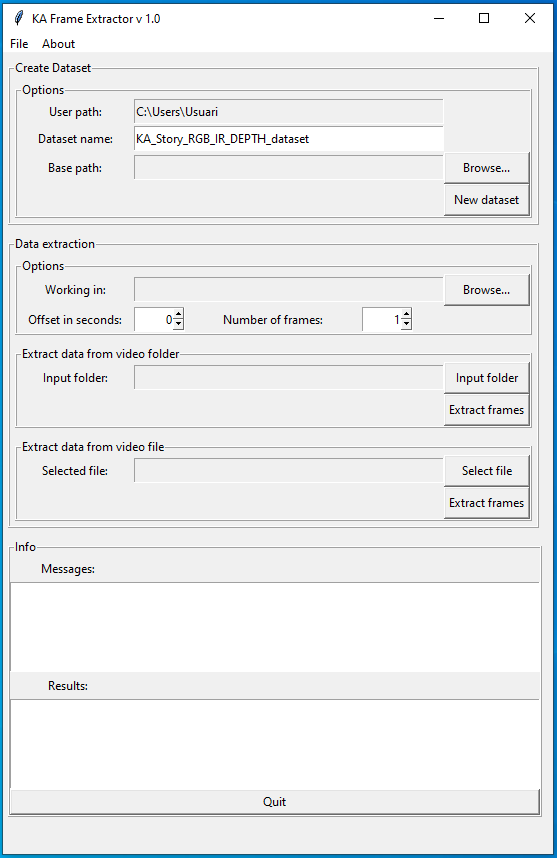 KA Frame Extractor v 1.0
File About
Create Dataset
Options
User path: C:\Users\Usuari
Dataset name: KA_Story_RGB_IR_DEPTH_dataset
Base path: Browse...
New dataset
Data extraction
Options
Working in: Browse...
Offset in seconds: 0 Number of frames: 1
Extract data from video folder
Input folder: Input folder
Extract frames
Extract data from video file
Selected file: Select file
Extract frames
Info
Messages:
Results:
Quit